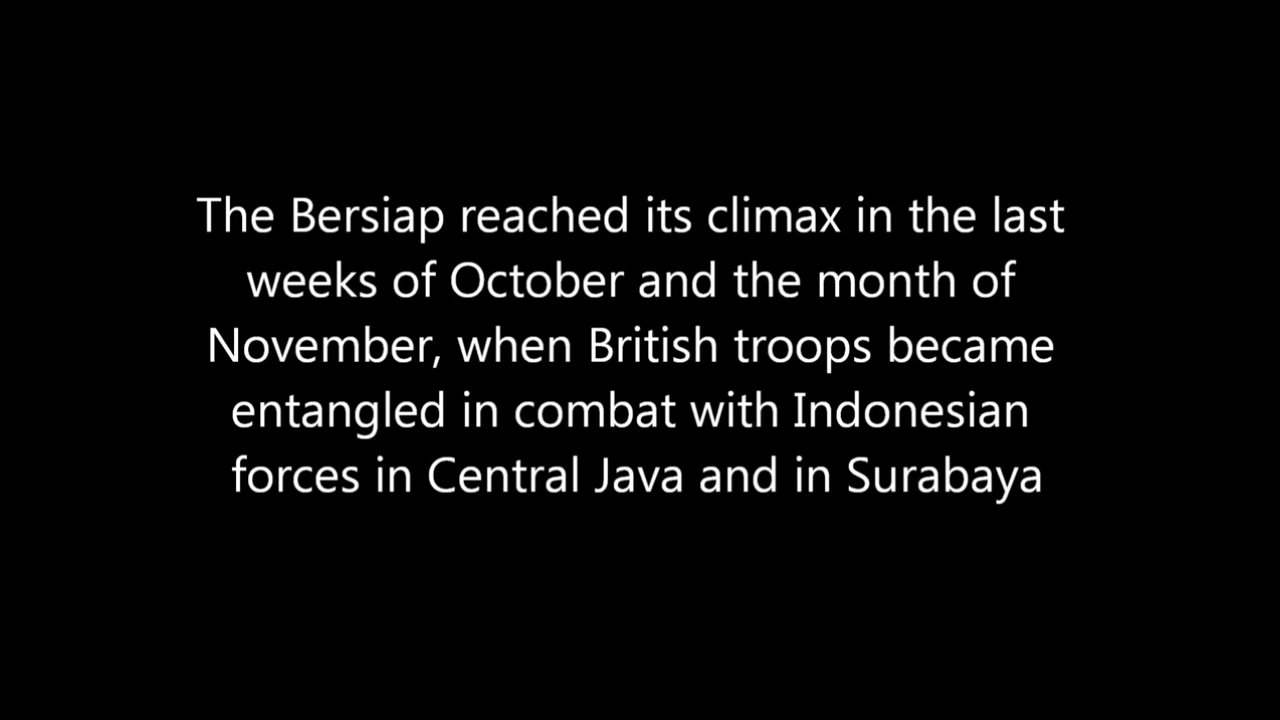 The Bersiap reached its climax in the last
weeks of October and the month of
November, when British troops became
entangled in combat with Indonesian
forces in Central Java and in Surabaya